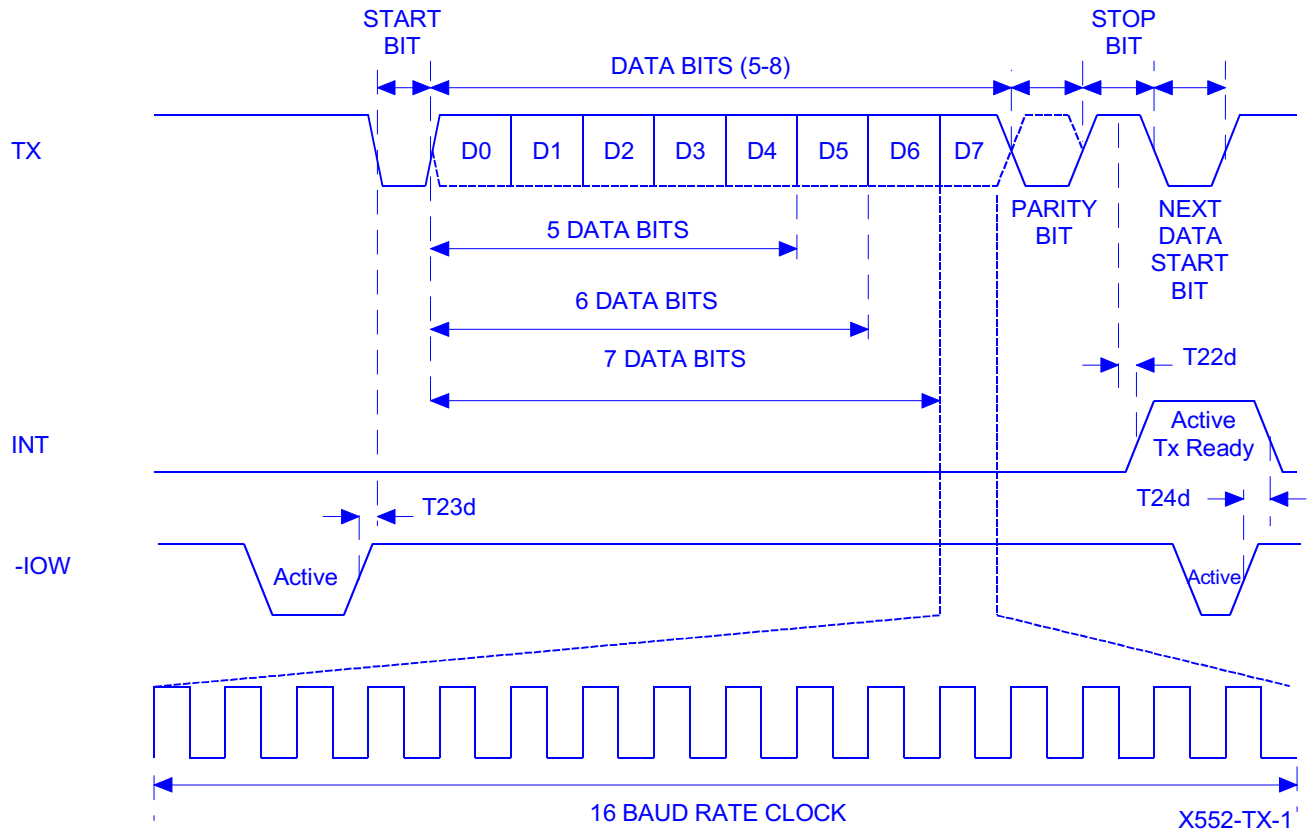 START
BIT
STOP
BIT
DATA BITS (5-8)
TX
D0 D1 D2 D3 D4 D5 D6 D7
PARITY
BIT
NEXT
DATA
START
BIT
5 DATA BITS
6 DATA BITS
7 DATA BITS
T22d
INT
Active
Tx Ready
T23d
T24d
-IOW
Active
Active
16 BAUD RATE CLOCK
X552-TX-1